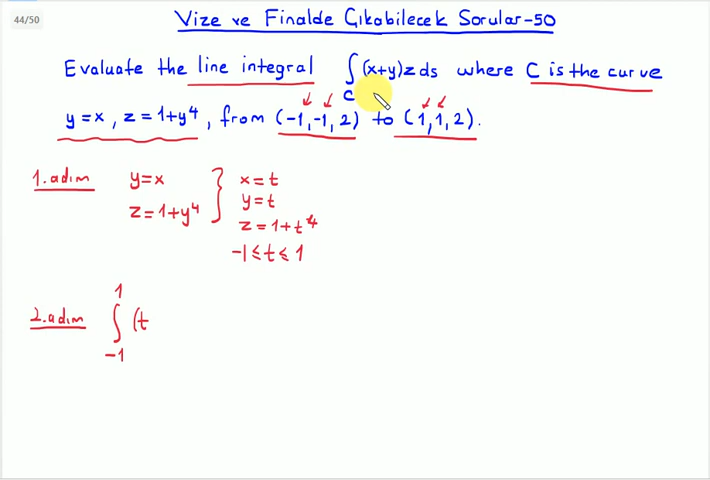 44/50
Vize ve Finalde Çıkabilecek Sorular-50
Evaluate the line integral ∫C (x+y)z ds where C is the curve
y=x, z=1+y⁴, from (-1,-1,2) to (1,1,2).
1.adım y=x } x=t
z=1+y⁴ y=t
z=1+t⁴
-1≤t≤1
2.adım ∫₋₁¹ (t